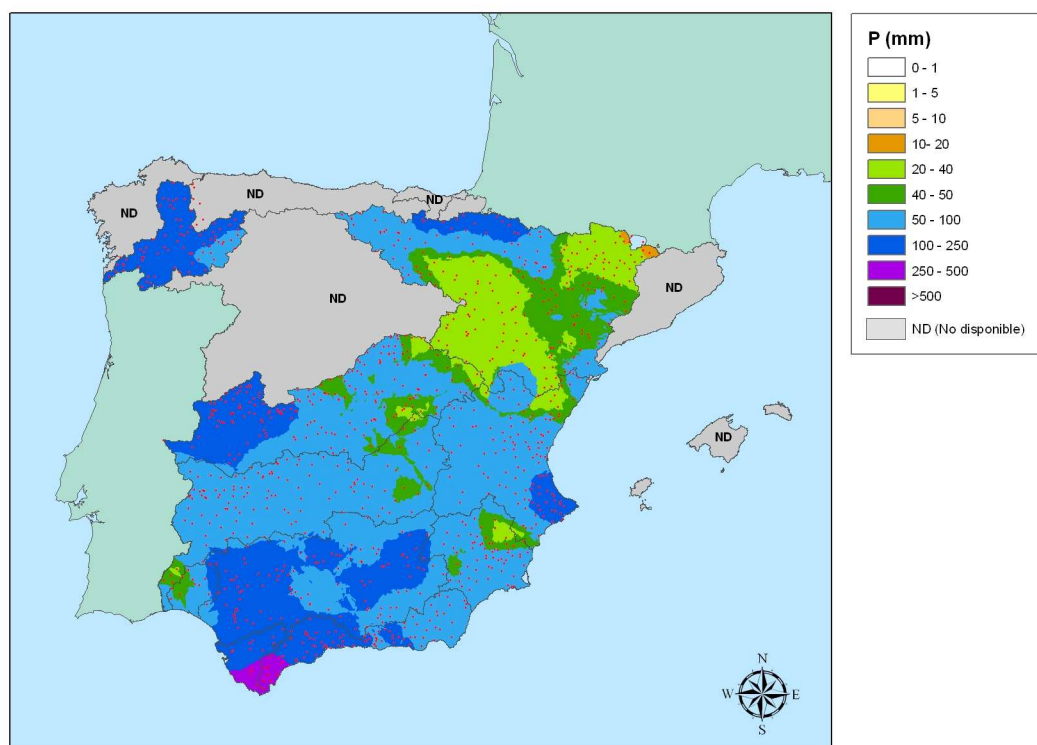 P (mm)
0 - 1
1 - 5
5 - 10
10- 20
20 - 40
40 - 50
50 - 100
100 - 250
250 - 500
>500
ND (No disponible)
ND
ND
ND
ND
ND
ND
N
W
E
S